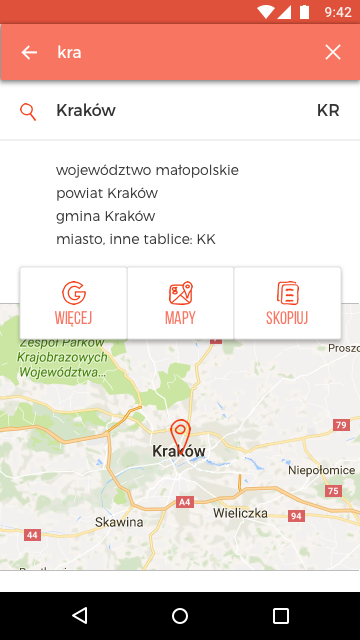 9:42
kra
Kraków KR
województwo małopolskie
powiat Kraków
gmina Kraków
miasto, inne tablice: KK
WIĘCEJ MAPY SKOPIUJ
Zespół Parków
Krajobrazowych
Województwa...
Proszo
79
Kraków
Niepołomice
75
A4
Wieliczka
94
Skawina
44